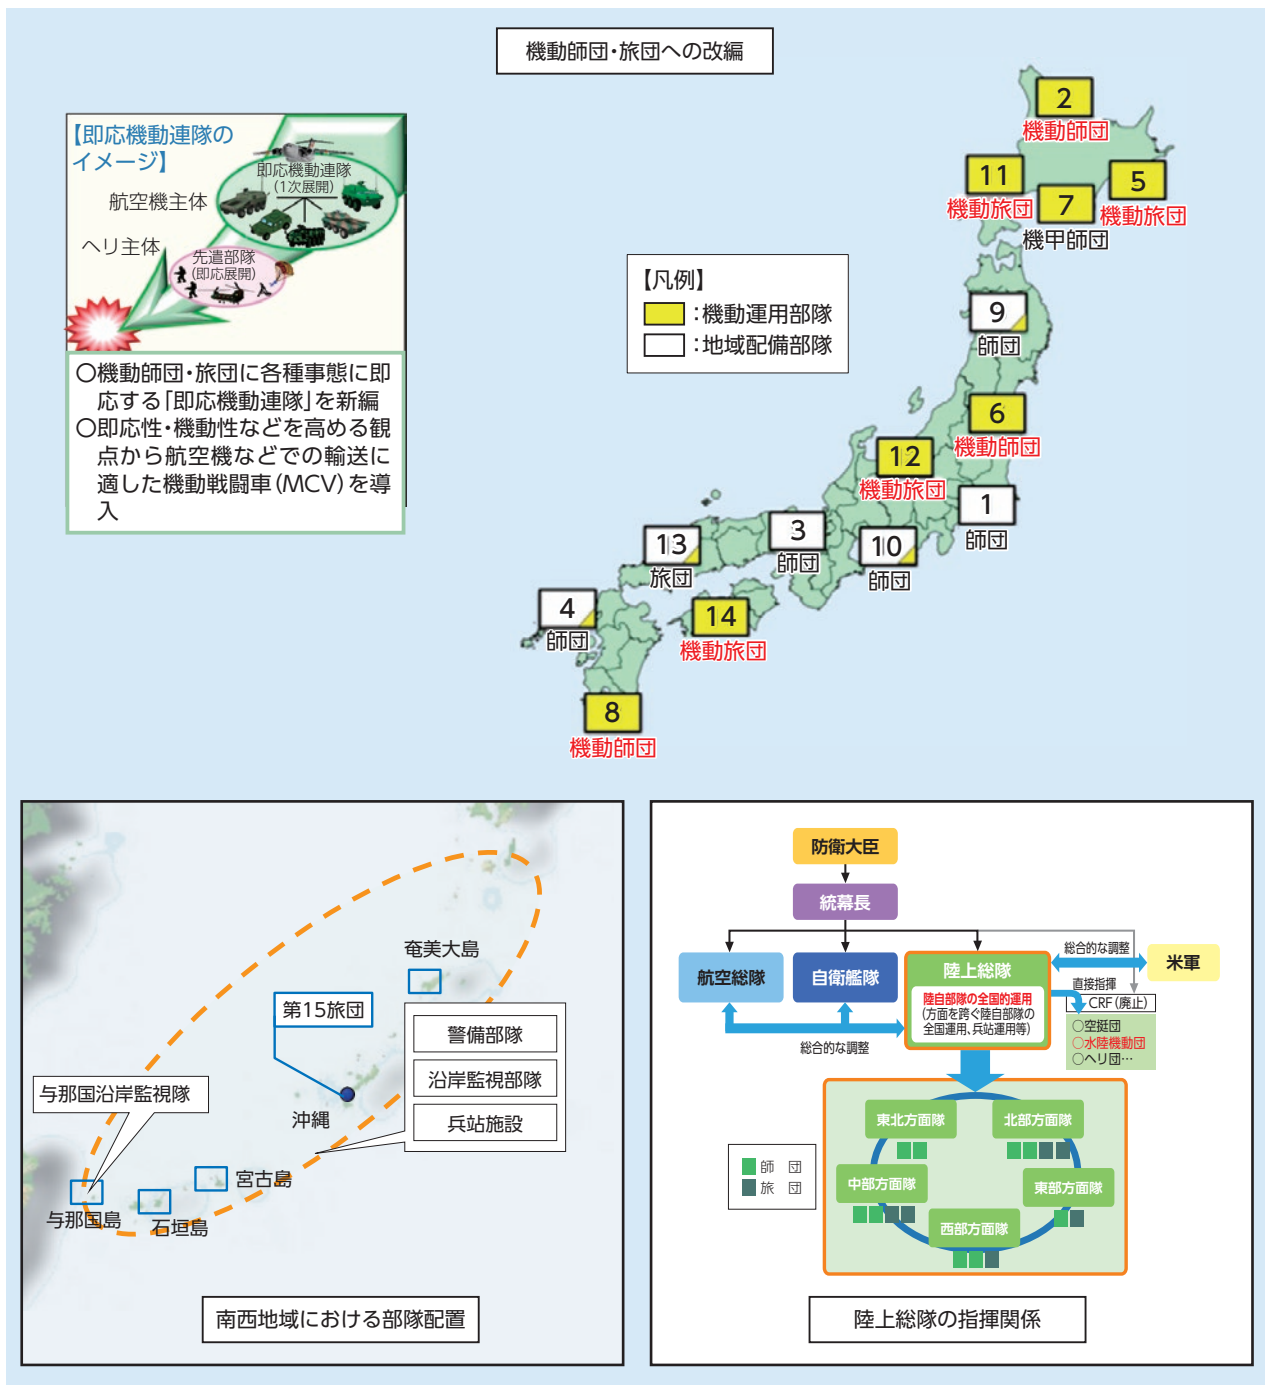 機動師団・旅団への改編
【即応機動連隊の
イメージ】
航空機主体
ヘリ主体
即応機動連隊
(1次展開)
先遣部隊
(即応展開)
○機動師団・旅団に各種事態に即
応する「即応機動連隊」を新編
○即応性・機動性などを高める観
点から航空機などでの輸送に
適した機動戦闘車(MCV)を導
入
【凡例】
:機動運用部隊
:地域配備部隊
2
機動師団
11
機動旅団
5
機動旅団
7
機甲師団
9
師団
6
機動師団
12
機動旅団
1
師団
3
師団
10
師団
13
旅団
14
機動旅団
4
師団
8
機動師団
奄美大島
第15旅団
警備部隊
沿岸監視部隊
兵站施設
与那国沿岸監視隊
沖縄
宮古島
石垣島
与那国島
南西地域における部隊配置
防衛大臣
統幕長
航空総隊
自衛艦隊
陸上総隊
陸自部隊の全国的運用
(方面を跨ぐ陸自部隊の
全国運用、兵站運用等)
総合的な調整
米軍
直接指揮
CRF(廃止)
○空挺団
○水陸機動団
○ヘリ団…
総合的な調整
東北方面隊
北部方面隊
中部方面隊
東部方面隊
西部方面隊
師　団
旅　団
陸上総隊の指揮関係